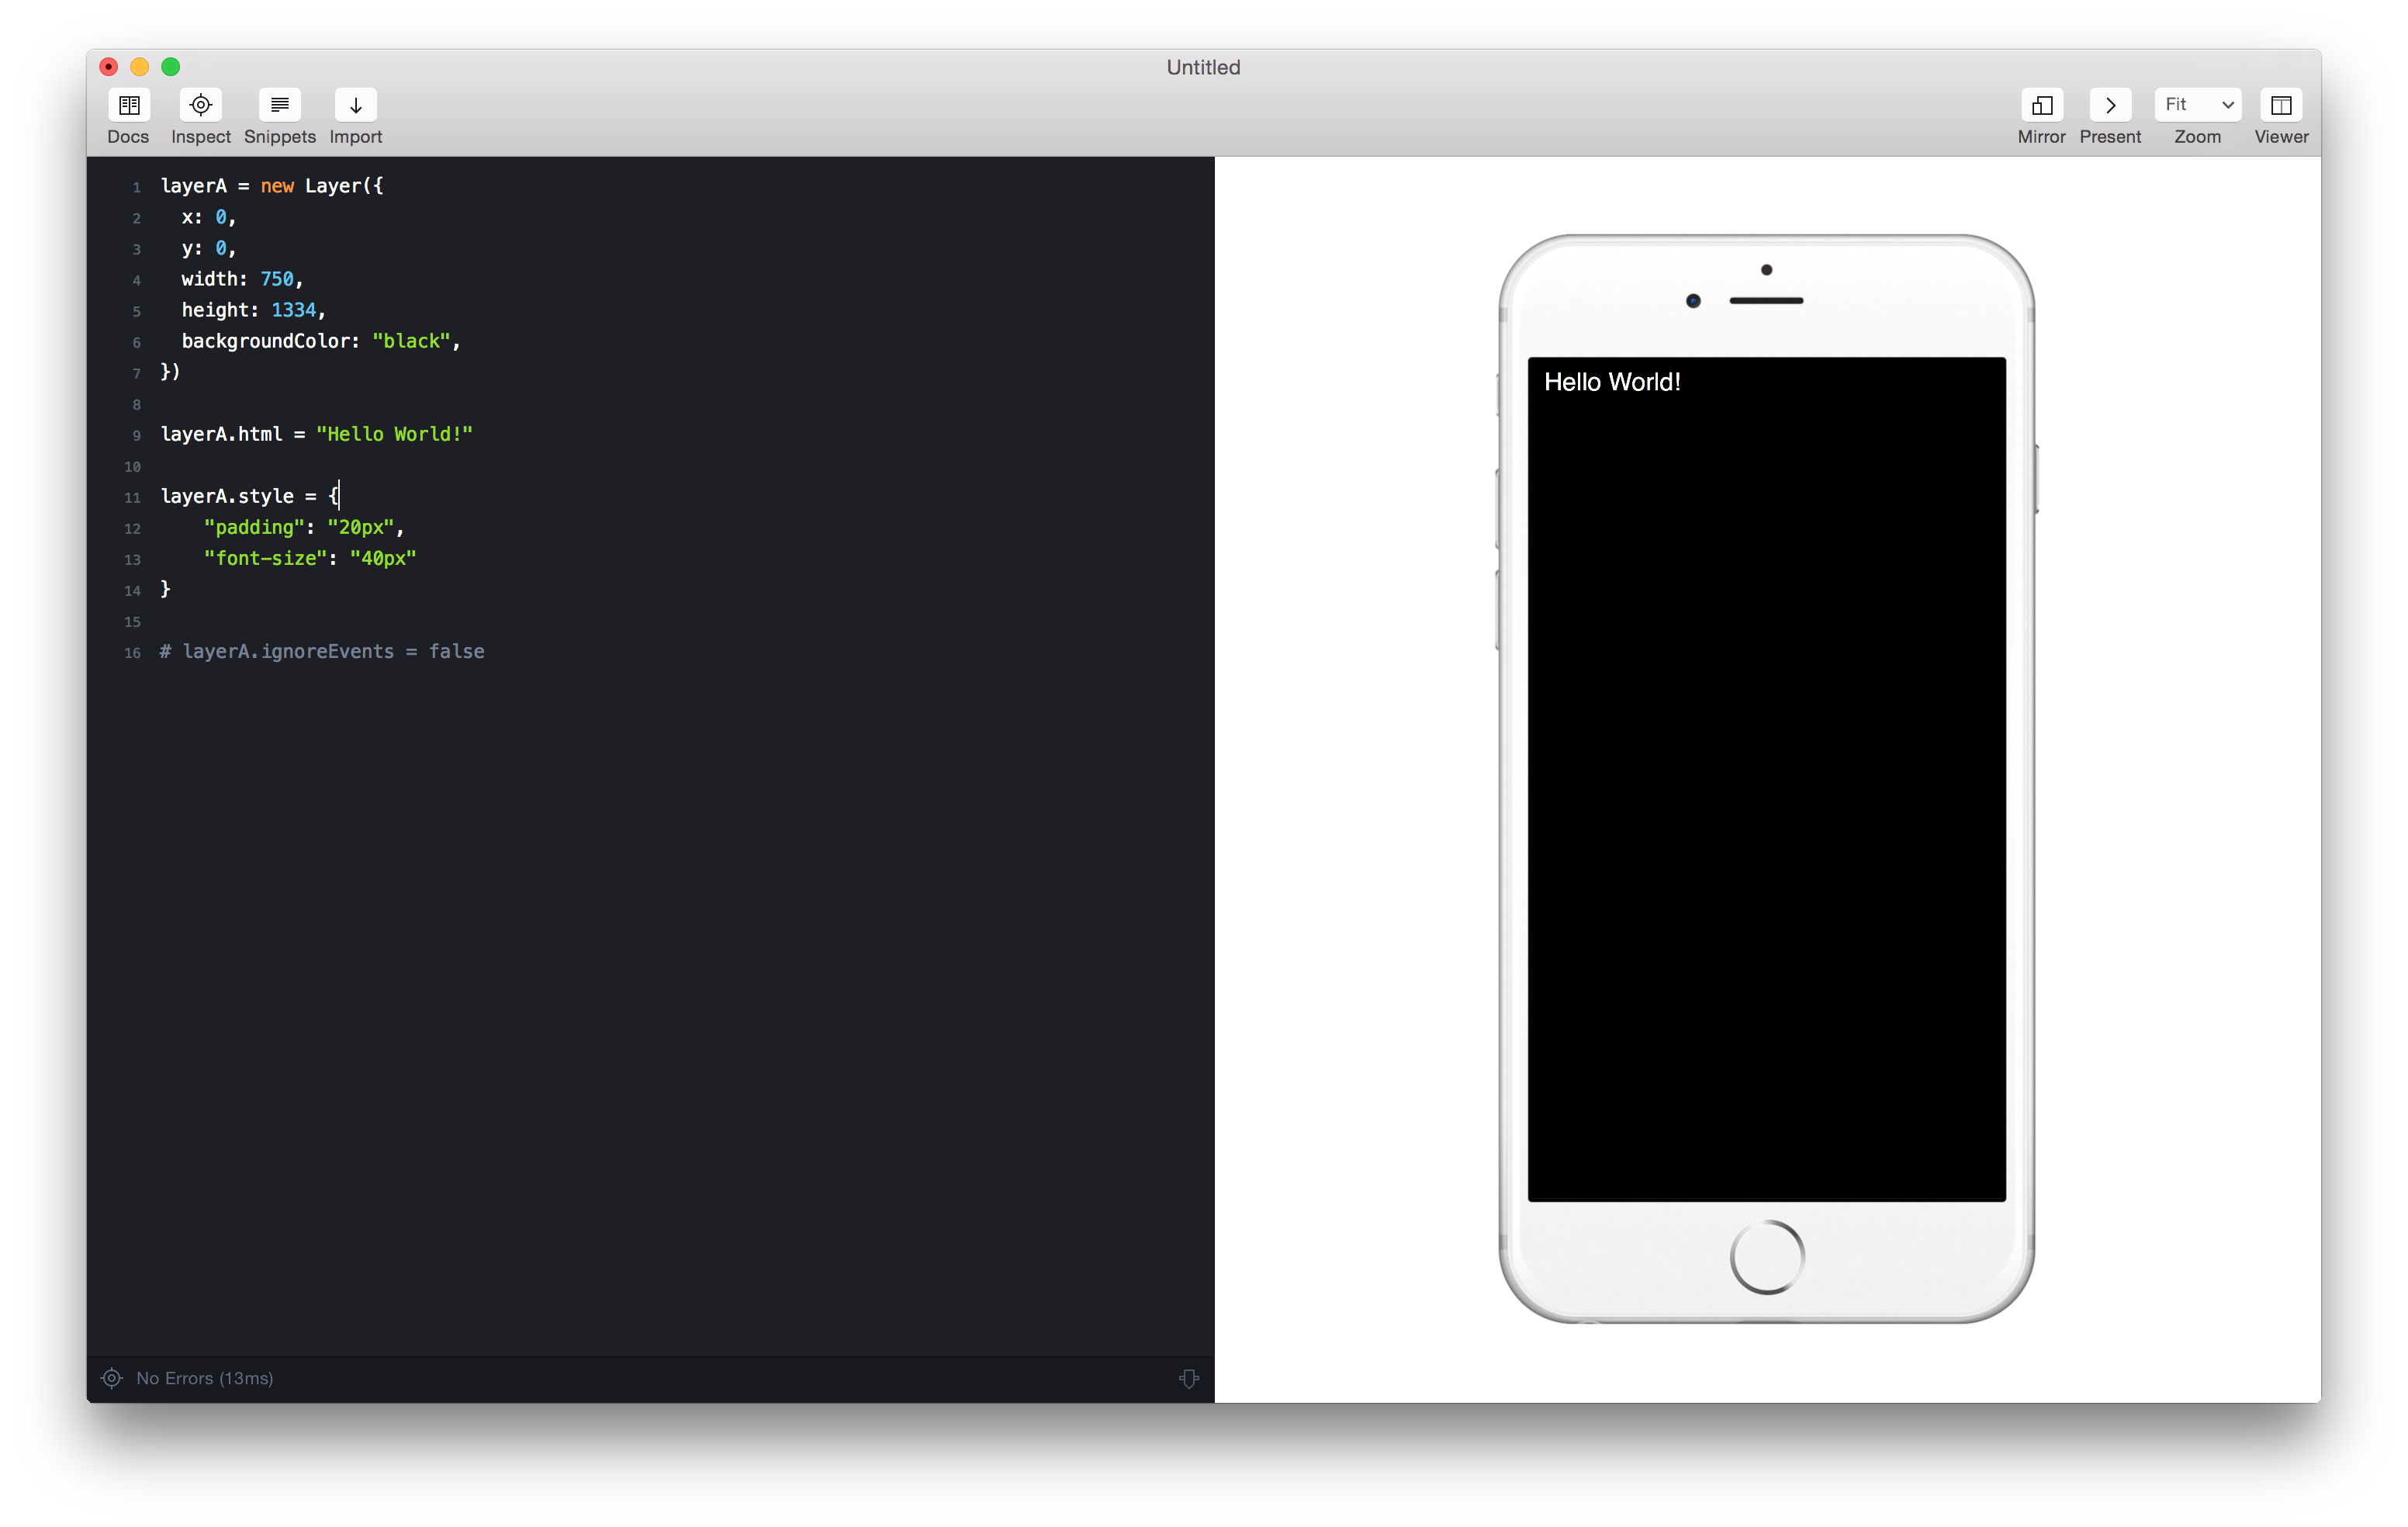 Untitled
Docs Inspect Snippets Import
Fit
Mirror Present Zoom Viewer
1 layerA = new Layer({
2   x: 0,
3   y: 0,
4   width: 750,
5   height: 1334,
6   backgroundColor: "black",
7 })
8
9 layerA.html = "Hello World!"
10
11 layerA.style = {
12     "padding": "20px",
13     "font-size": "40px"
14 }
15
16 # layerA.ignoreEvents = false
No Errors (13ms)
Hello World!